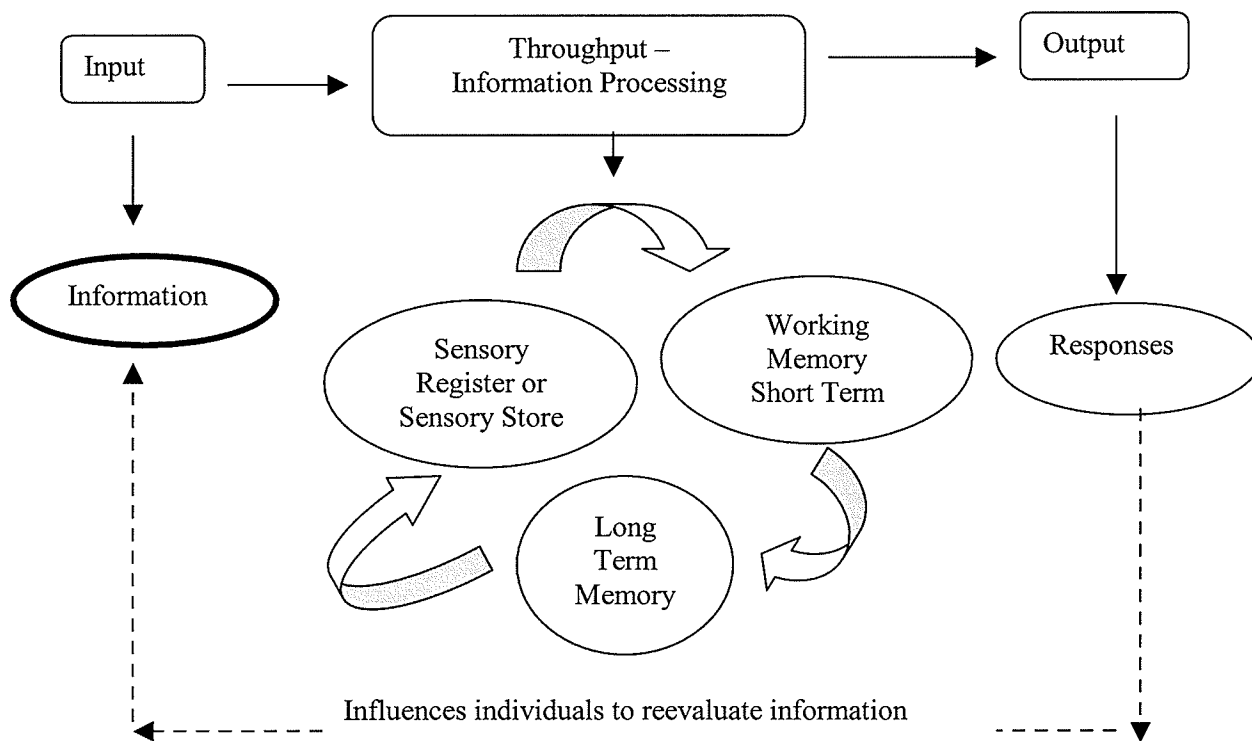 Input
Throughput –
Information Processing
Output
Information
Sensory
Register or
Sensory Store
Working
Memory
Short Term
Responses
Long
Term
Memory
Influences individuals to reevaluate information